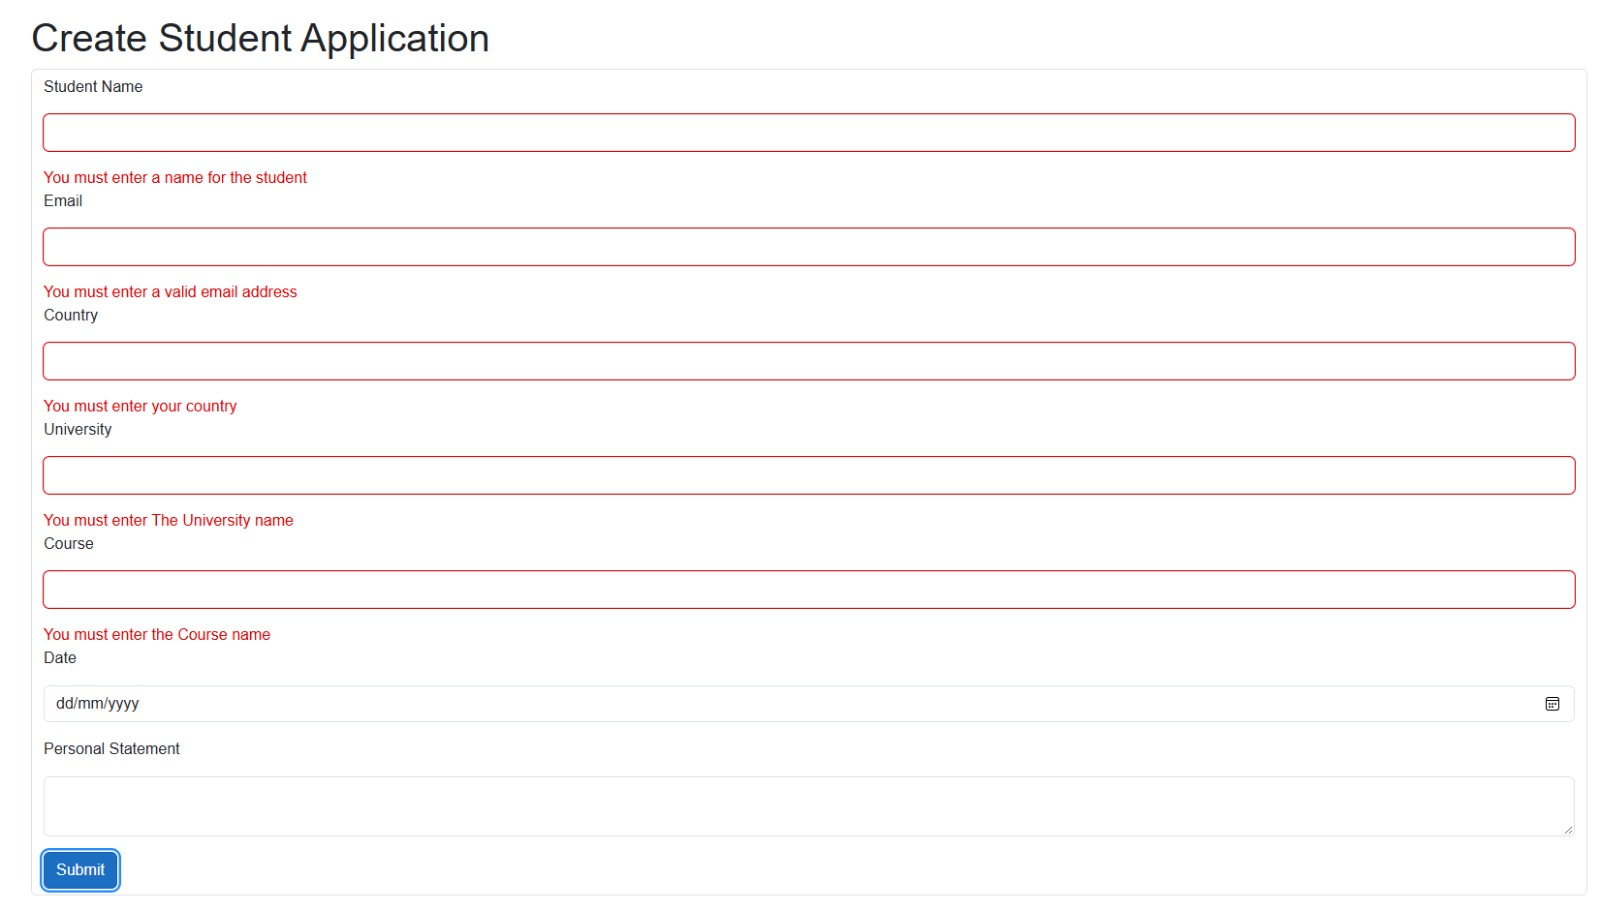 Create Student Application
Student Name
You must enter a name for the student
Email
You must enter a valid email address
Country
You must enter your country
University
You must enter The University name
Course
You must enter the Course name
Date
dd/mm/yyyy
Personal Statement
Submit